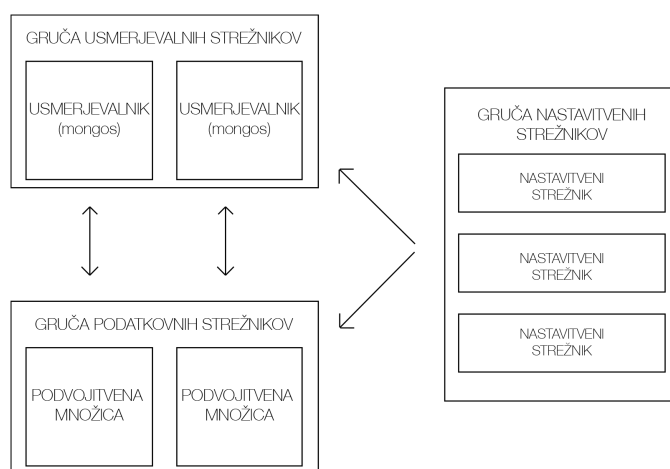 GRUČA USMERJEVALNIH STREŽNIKOV
USMERJEVALNIK
(mongos)
USMERJEVALNIK
(mongos)
GRUČA NASTAVITVENIH
STREŽNIKOV
NASTAVITVENI
STREŽNIK
NASTAVITVENI
STREŽNIK
NASTAVITVENI
STREŽNIK
GRUČA PODATKOVNIH STREŽNIKOV
PODVOJITVENA
MNOŽICA
PODVOJITVENA
MNOŽICA